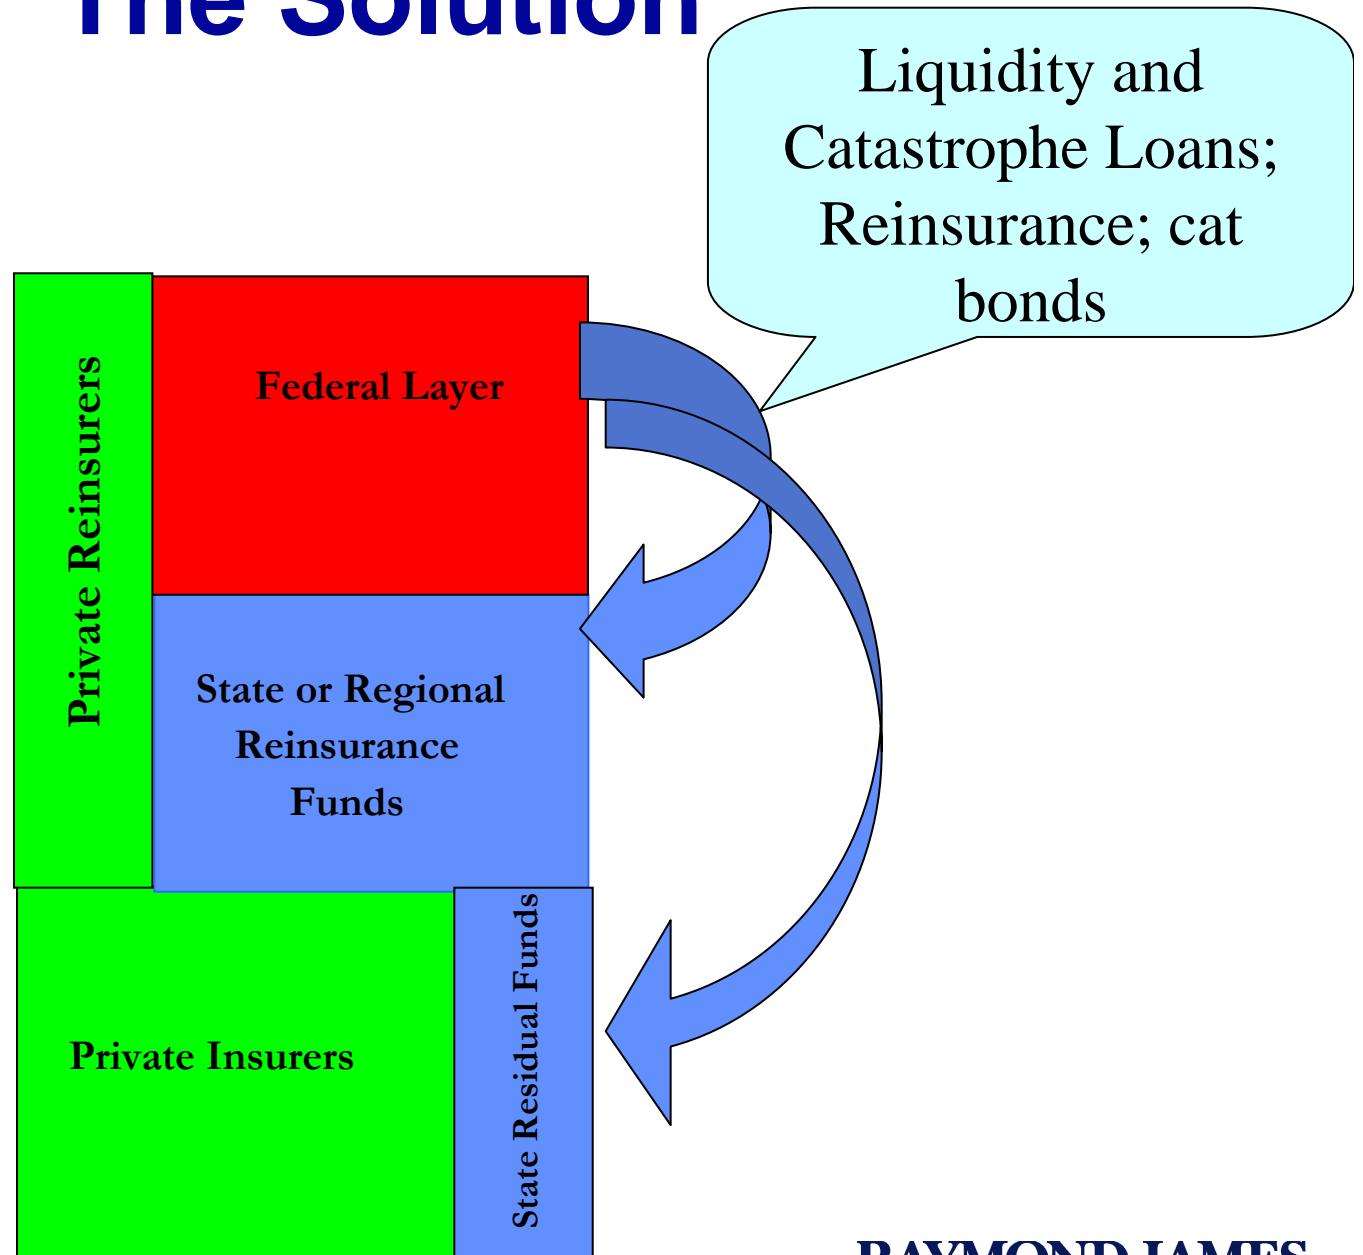 The Solution
Liquidity and
Catastrophe Loans;
Reinsurance; cat
bonds
Private Reinsurers
Federal Layer
State or Regional
Reinsurance
Funds
Private Insurers
State Residual Funds
RAYMOND JAMES